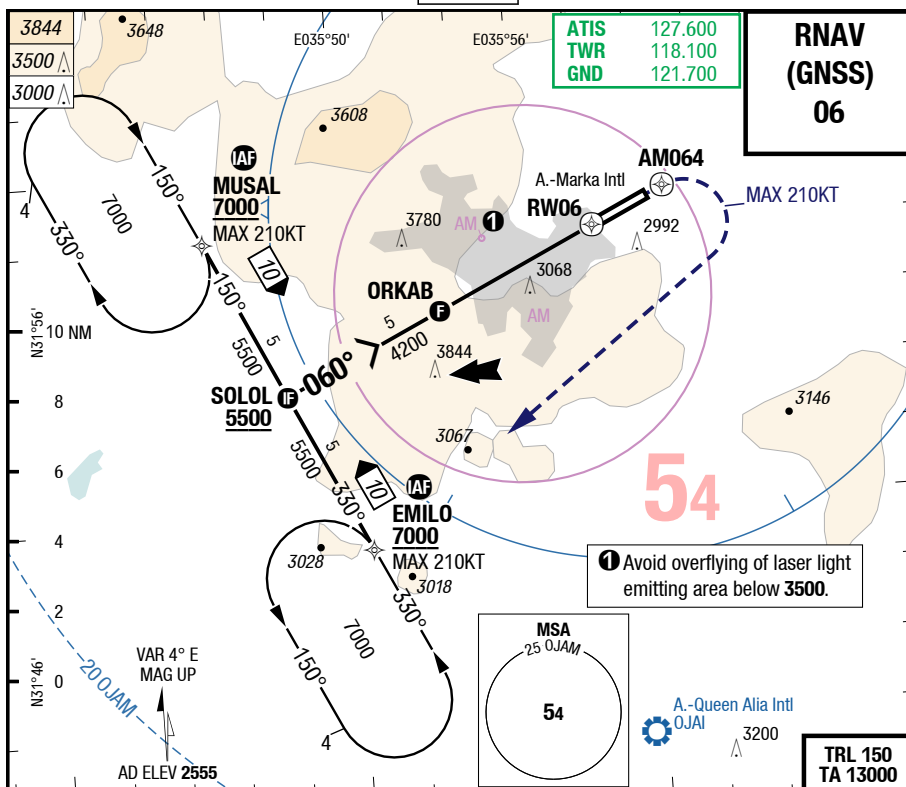 3844
3500
3000
3648
E035°50'
E035°56'
ATIS 127.600
TWR 118.100
GND 121.700
RNAV
(GNSS)
06
3608
IAF
MUSAL
7000
MAX 210KT
150°
7000
4
330°
10
AM064
A.-Marka Intl
RW06
MAX 210KT
3780
AM
1
2992
3068
ORKAB
F
AM
150°
5
5500
N31°56'
10 NM
5
4200
060°
3844
SOLOL
5500
IF
8
3146
5
5500
3067
6
330°
10
IAF
EMILO
7000
MAX 210KT
54
4
3028
3018
1 Avoid overflying of laser light
emitting area below 3500.
2
330°
7000
150°
4
MSA
25 OJAM
54
VAR 4° E
MAG UP
N31°46'
0
20 OJAM
A.-Queen Alia Intl
OJAI
3200
AD ELEV 2555
TRL 150
TA 13000